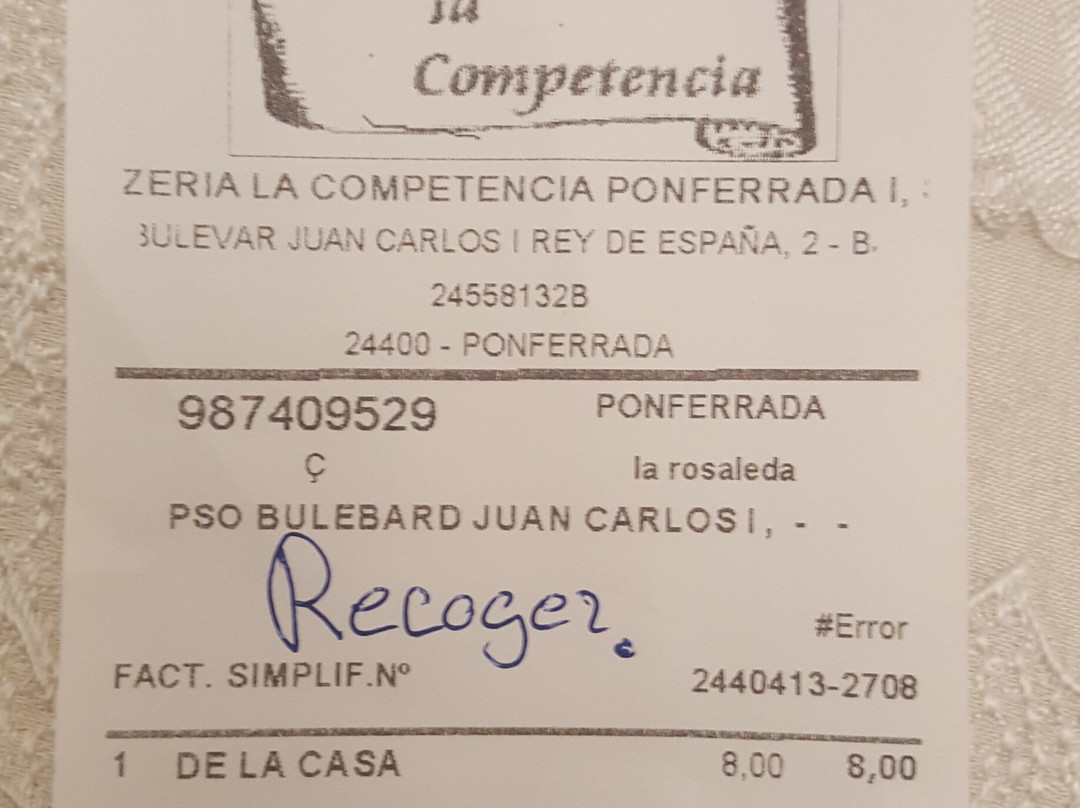 la
Competencia
ZERIA LA COMPETENCIA PONFERRADA I,
BULEVAR JUAN CARLOS I REY DE ESPAÑA, 2 - B.
24558132B
24400 - PONFERRADA
987409529 PONFERRADA
Ç la rosaleda
PSO BULEBARD JUAN CARLOS I, - -
Recoger.
#Error
FACT. SIMPLIF.Nº 2440413-2708
1 DE LA CASA 8,00 8,00